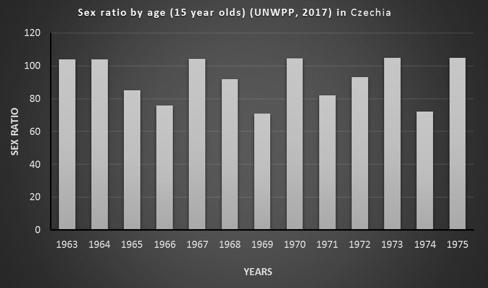 Sex ratio by age (15 year olds) (UNWPP, 2017) in Czechia
120
100
80
60
40
20
0
SEX RATIO
1963 1964 1965 1966 1967 1968 1969 1970 1971 1972 1973 1974 1975
YEARS